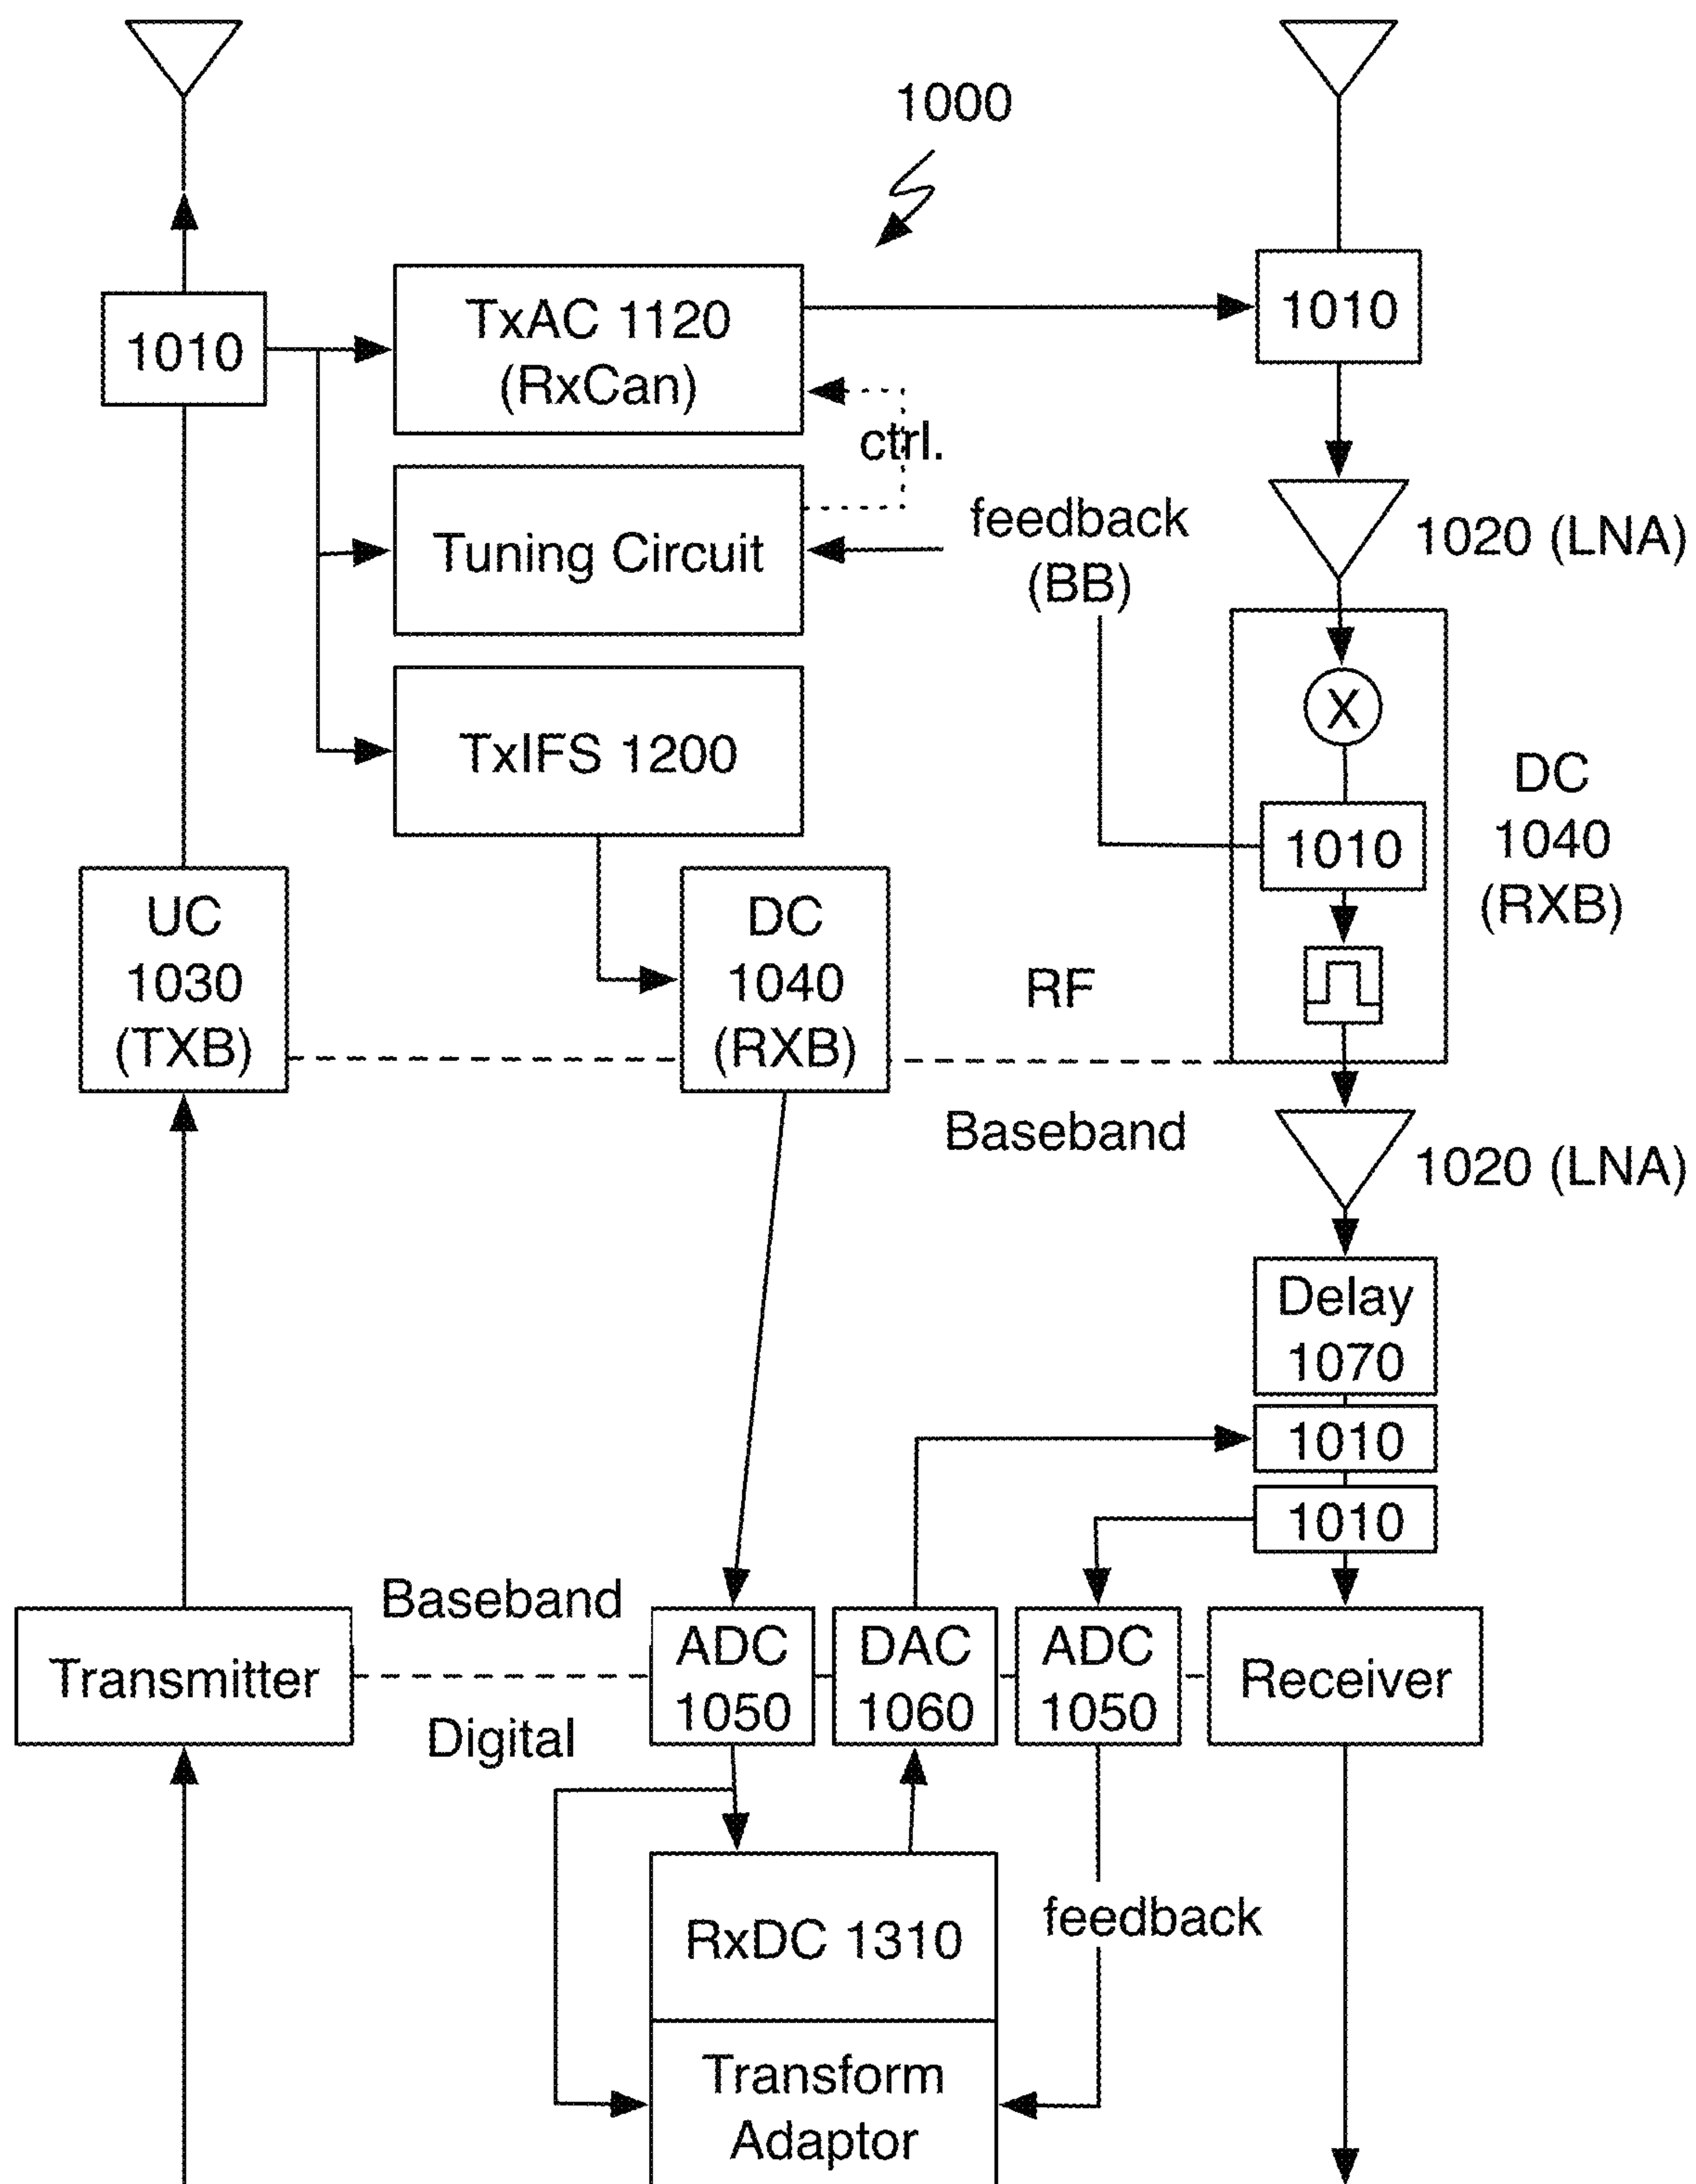 1000
1010
TxAC 1120
(RxCan)
1010
ctrl.
Tuning Circuit
feedback
(BB)
1020 (LNA)
TxIFS 1200
X
1010
DC
1040
(RXB)
UC
1030
(TXB)
DC
1040
(RXB)
RF
Baseband
1020 (LNA)
Delay
1070
1010
1010
Baseband
Transmitter
ADC
1050
DAC
1060
ADC
1050
Receiver
Digital
RxDC 1310
feedback
Transform
Adaptor